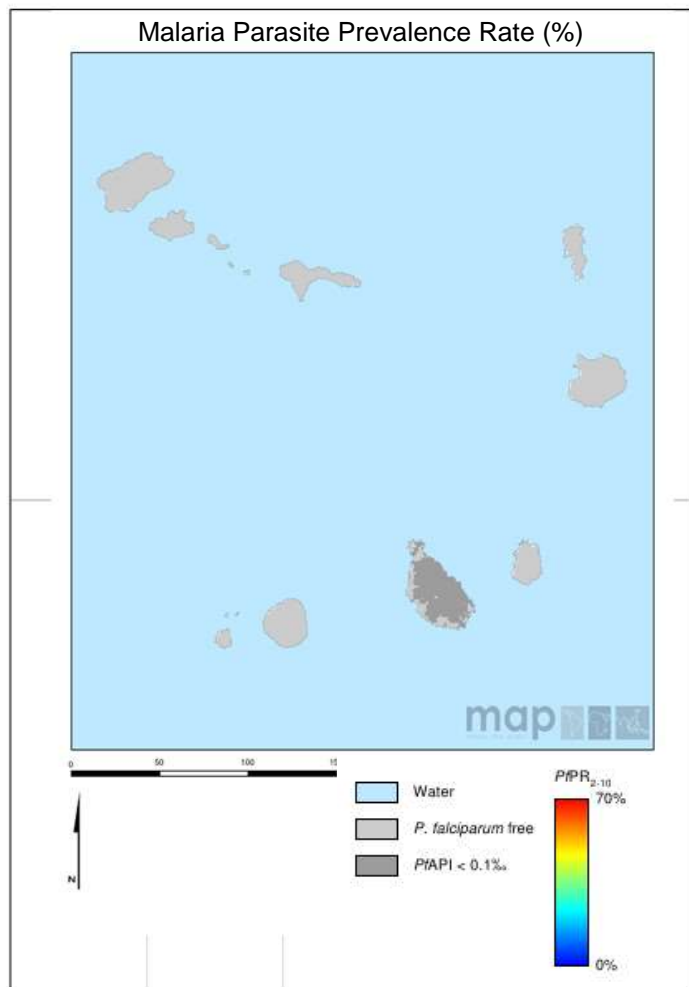 Malaria Parasite Prevalence Rate (%)
map
0 50 100 15
Water
P. falciparum free
PfAPI < 0.1‰
N
PfPR2-10
70%
0%